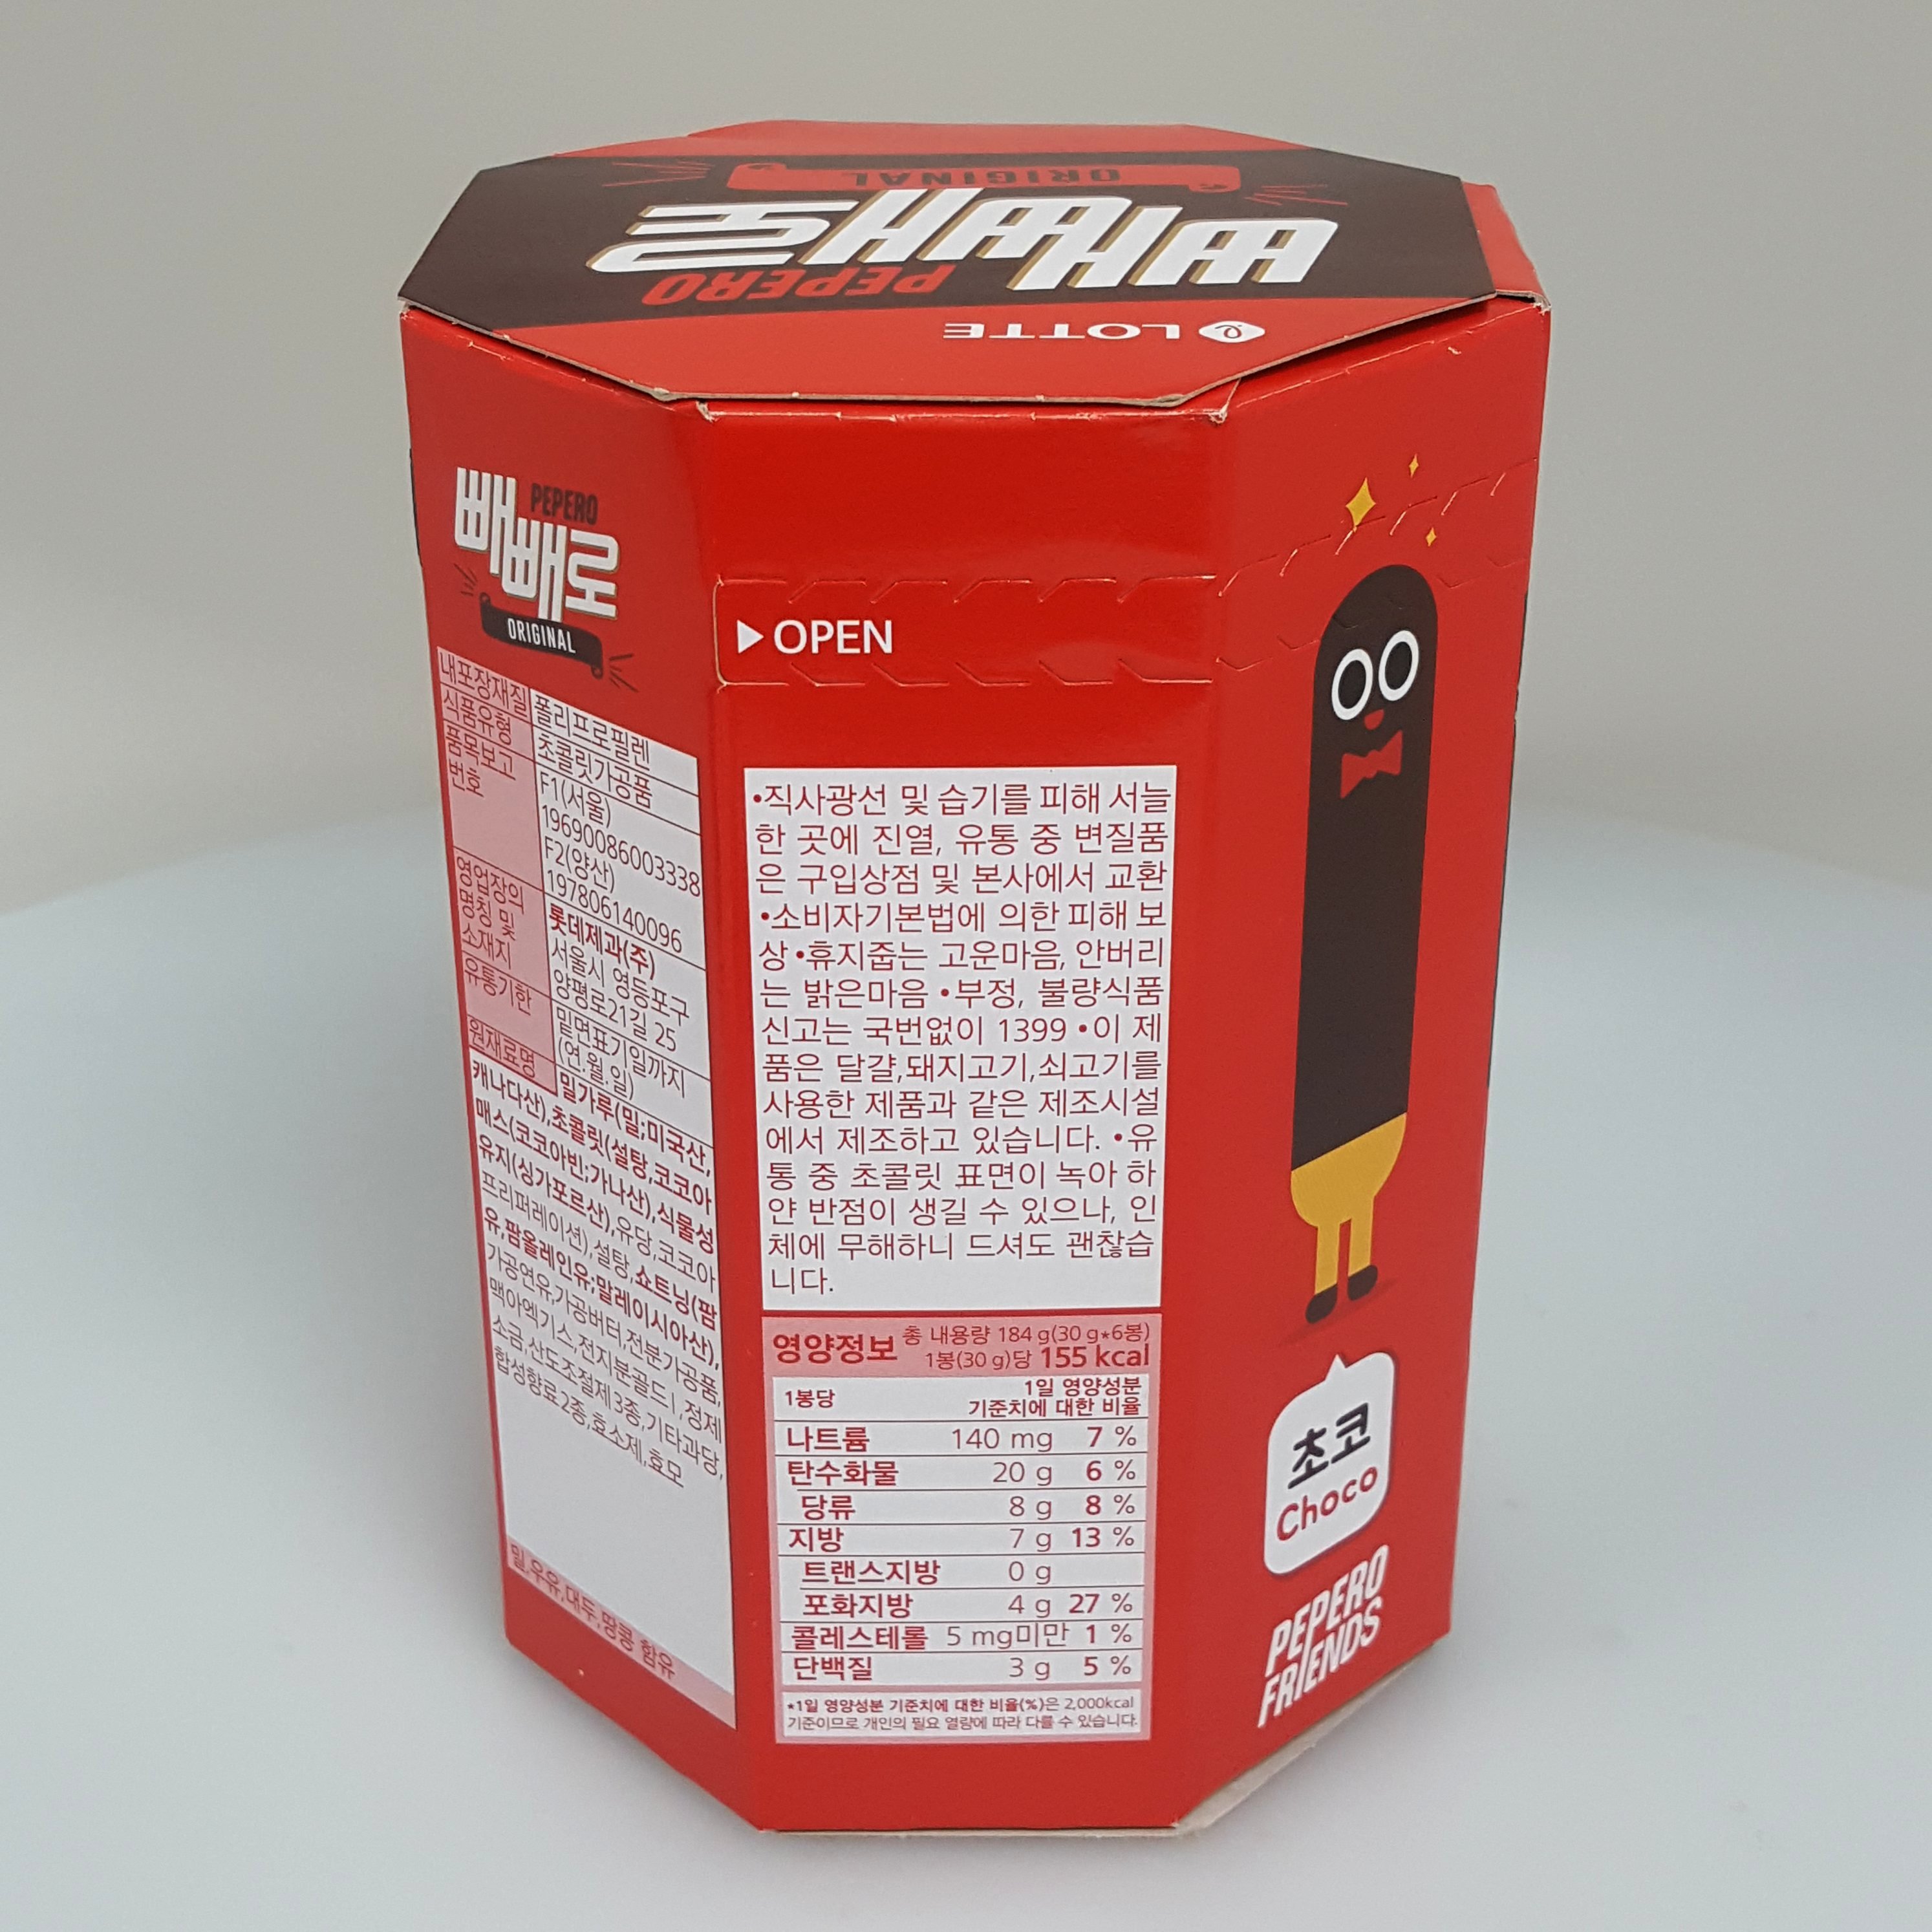 ORIGINAL
빼빼로
PEPERO
LOTTE
PEPERO
빼빼로
ORIGINAL
내포장재질 폴리프로필렌
식품유형 초콜릿가공품
품목보고 F1(서울)
번호 19690086003338
F2(양산)
197806140096
영업장의 롯데제과(주)
명칭 및 서울시 영등포구
소재지 양평로21길 25
유통기한 밑면표기일까지
(연.월.일)
원재료명 밀가루(밀;미국산,
캐나다산),초콜릿(설탕,코코아
매스(코코아빈;가나산),식물성
유지(싱가포르산),유당,코코아
프리퍼레이션),설탕,쇼트닝(팜
유,팜올레인유;말레이시아산),
가공연유,가공버터,전분가공품,
맥아엑기스,전지분골드Ⅰ,정제
소금,산도조절제3종,기타과당,
합성향료2종,효소제,효모
밀,우유,대두,땅콩 함유
▶OPEN
•직사광선 및 습기를 피해 서늘
한 곳에 진열, 유통 중 변질품
은 구입상점 및 본사에서 교환
•소비자기본법에 의한 피해 보
상 •휴지줍는 고운마음, 안버리
는 밝은마음 •부정, 불량식품
신고는 국번없이 1399 •이 제
품은 달걀,돼지고기,쇠고기를
사용한 제품과 같은 제조시설
에서 제조하고 있습니다. •유
통 중 초콜릿 표면이 녹아 하
얀 반점이 생길 수 있으나, 인
체에 무해하니 드셔도 괜찮습
니다.
영양정보 총 내용량 184 g(30 g*6봉)
1봉(30 g)당 155 kcal
1봉당 1일 영양성분
기준치에 대한 비율
나트륨 140 mg 7 %
탄수화물 20 g 6 %
당류 8 g 8 %
지방 7 g 13 %
트랜스지방 0 g
포화지방 4 g 27 %
콜레스테롤 5 mg미만 1 %
단백질 3 g 5 %
*1일 영양성분 기준치에 대한 비율(%)은 2,000kcal
기준이므로 개인의 필요 열량에 따라 다를 수 있습니다.
초코
Choco
PEPERO
FRIENDS